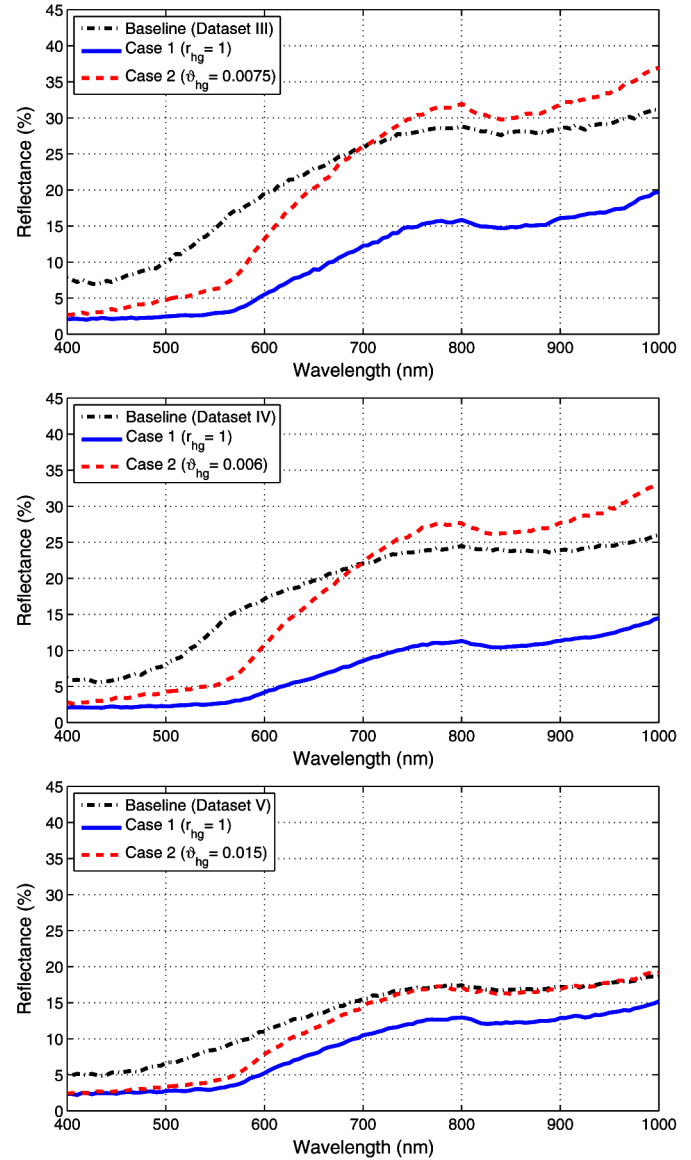 45
40
35
30
25
20
15
10
5
0
Reflectance (%)
Baseline (Dataset III)
Case 1 (r_hg = 1)
Case 2 (ϑ_hg = 0.0075)
400 500 600 700 800 900 1000
Wavelength (nm)
45
40
35
30
25
20
15
10
5
0
Reflectance (%)
Baseline (Dataset IV)
Case 1 (r_hg = 1)
Case 2 (ϑ_hg = 0.006)
400 500 600 700 800 900 1000
Wavelength (nm)
45
40
35
30
25
20
15
10
5
0
Reflectance (%)
Baseline (Dataset V)
Case 1 (r_hg = 1)
Case 2 (ϑ_hg = 0.015)
400 500 600 700 800 900 1000
Wavelength (nm)